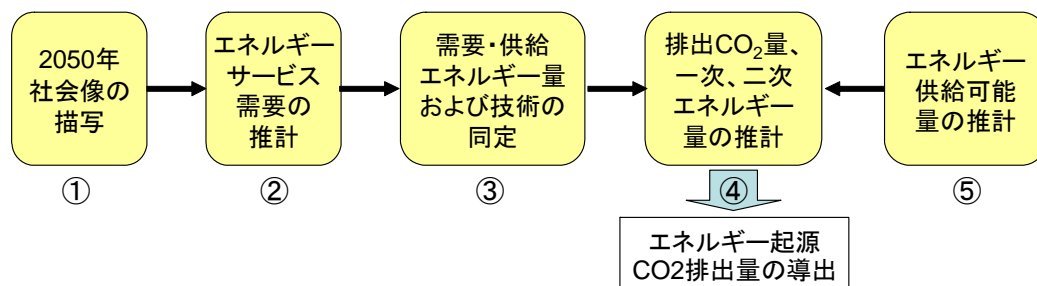 2050年
社会像の
描写
①
エネルギー
サービス
需要の
推計
②
需要・供給
エネルギー量
および技術の
同定
③
排出CO₂量、
一次、二次
エネルギー
量の推計
④
エネルギー
供給可能
量の推計
⑤
エネルギー起源
CO2排出量の導出